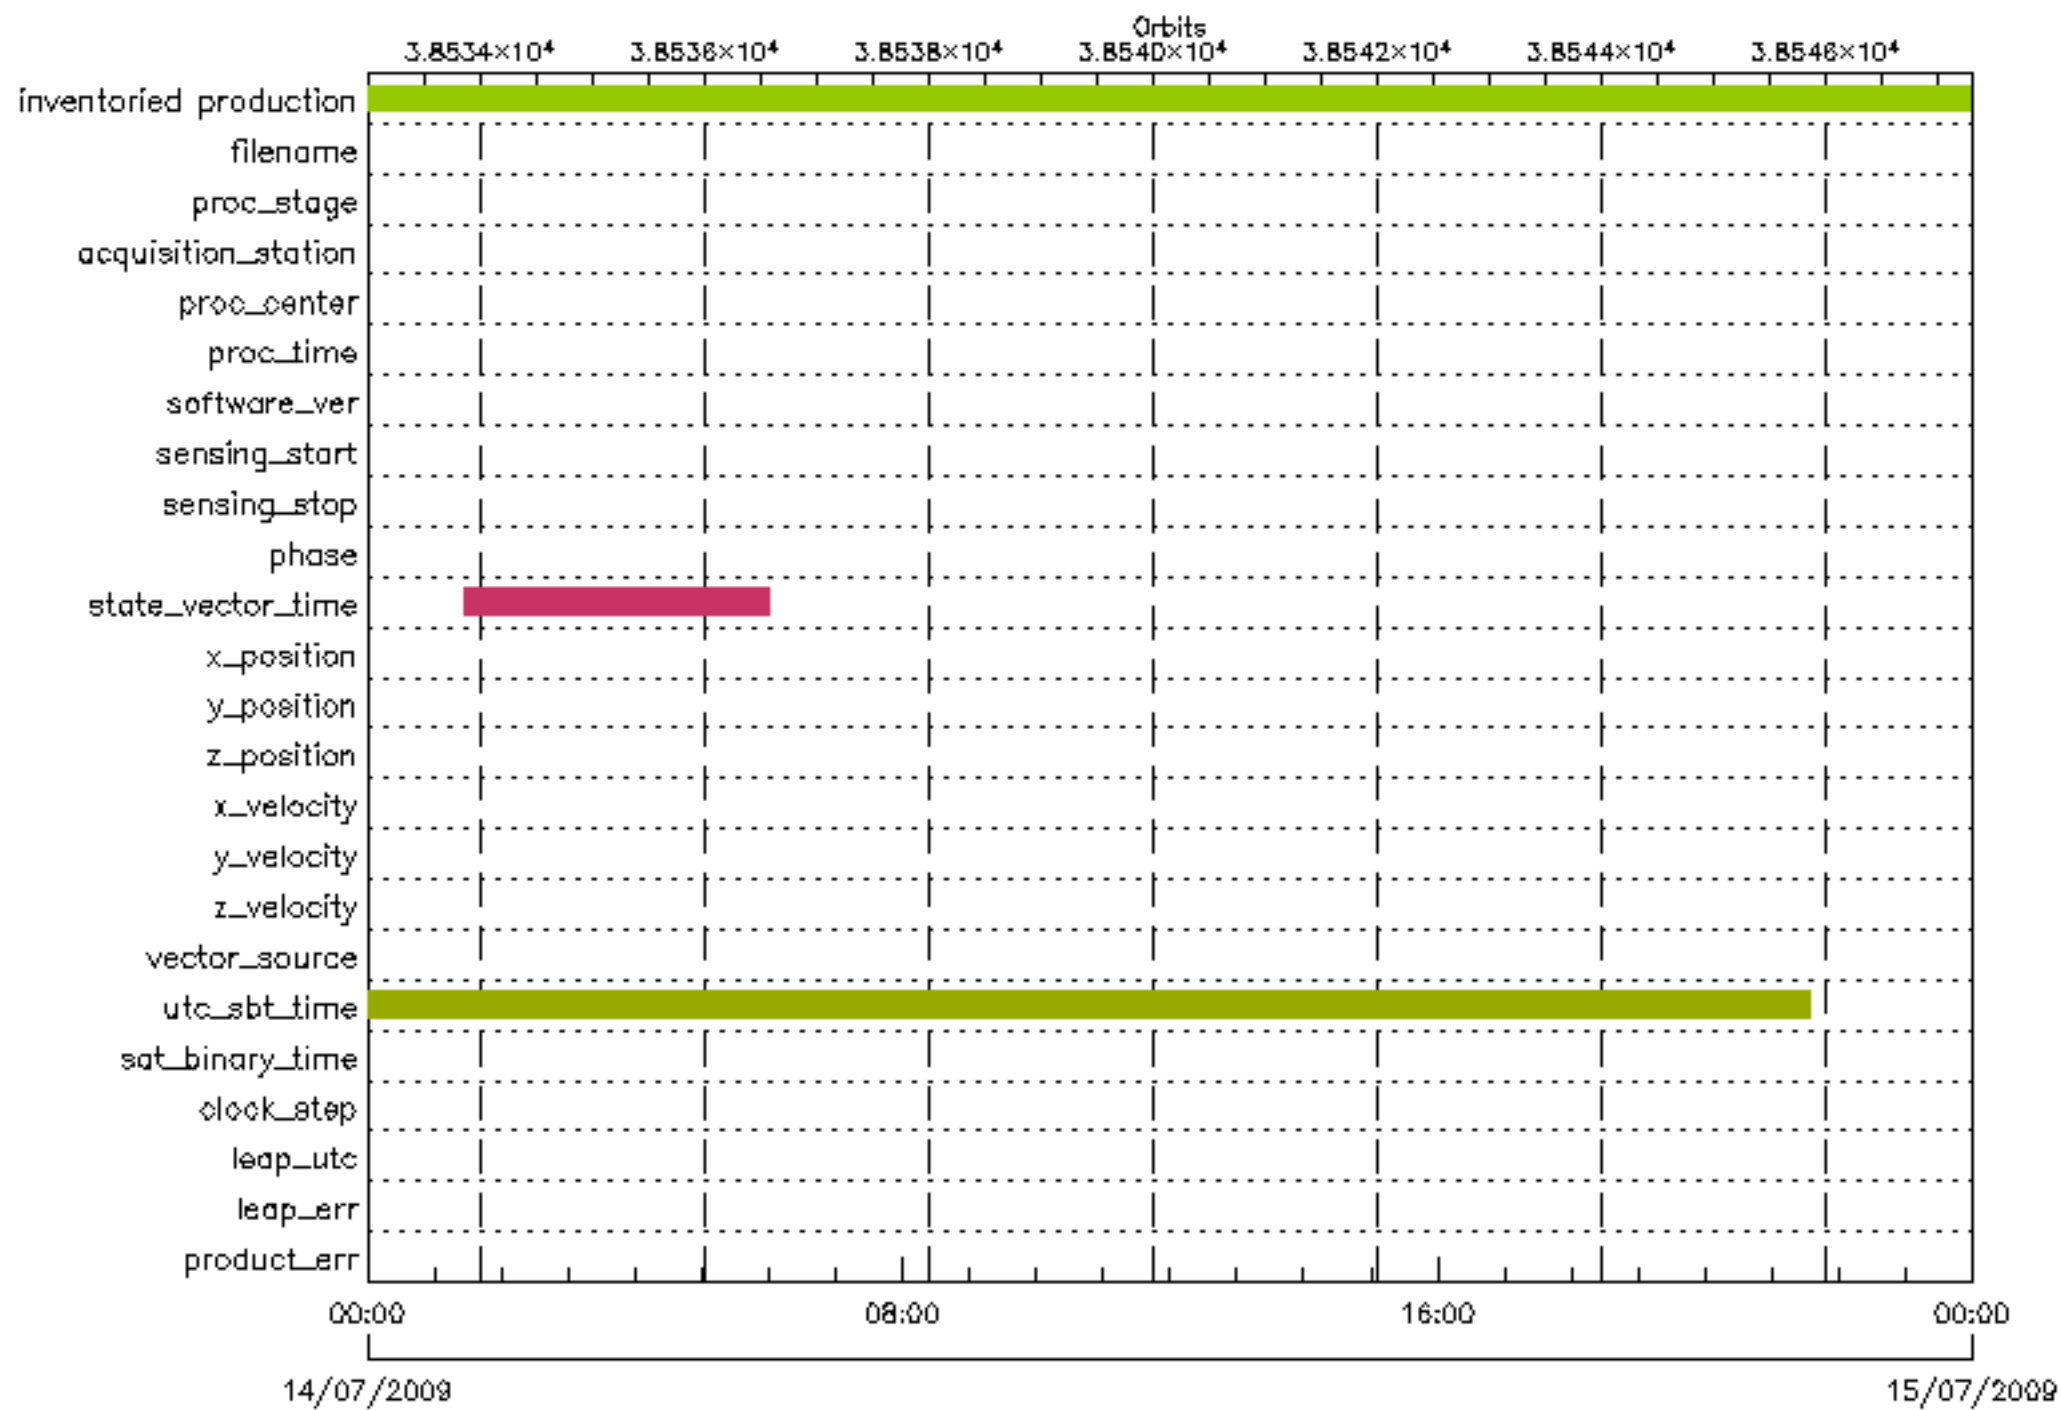 Orbits
3.8534×10⁴ 3.8536×10⁴ 3.8538×10⁴ 3.8540×10⁴ 3.8542×10⁴ 3.8544×10⁴ 3.8546×10⁴
inventoried production
filename
proc_stage
acquisition_station
proc_center
proc_time
software_ver
sensing_start
sensing_stop
phase
state_vector_time
x_position
y_position
z_position
x_velocity
y_velocity
z_velocity
vector_source
utc_sbt_time
sat_binary_time
clock_step
leap_utc
leap_err
product_err
00:00 08:00 16:00 00:00
14/07/2009 15/07/2009